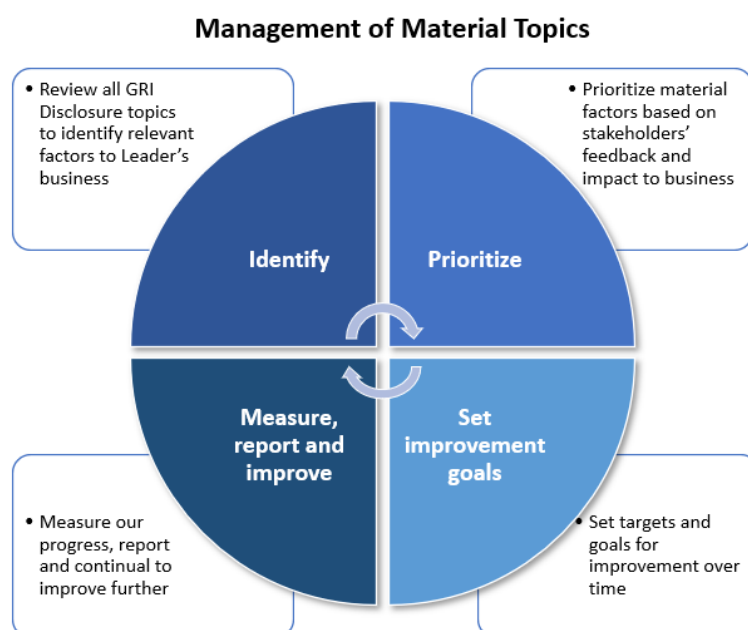 Management of Material Topics
• Review all GRI
Disclosure topics
to identify relevant
factors to Leader's
business
• Prioritize material
factors based on
stakeholders'
feedback and
impact to business
Identify
Prioritize
Measure,
report and
improve
Set
improvement
goals
• Measure our
progress, report
and continual to
improve further
• Set targets and
goals for
improvement over
time